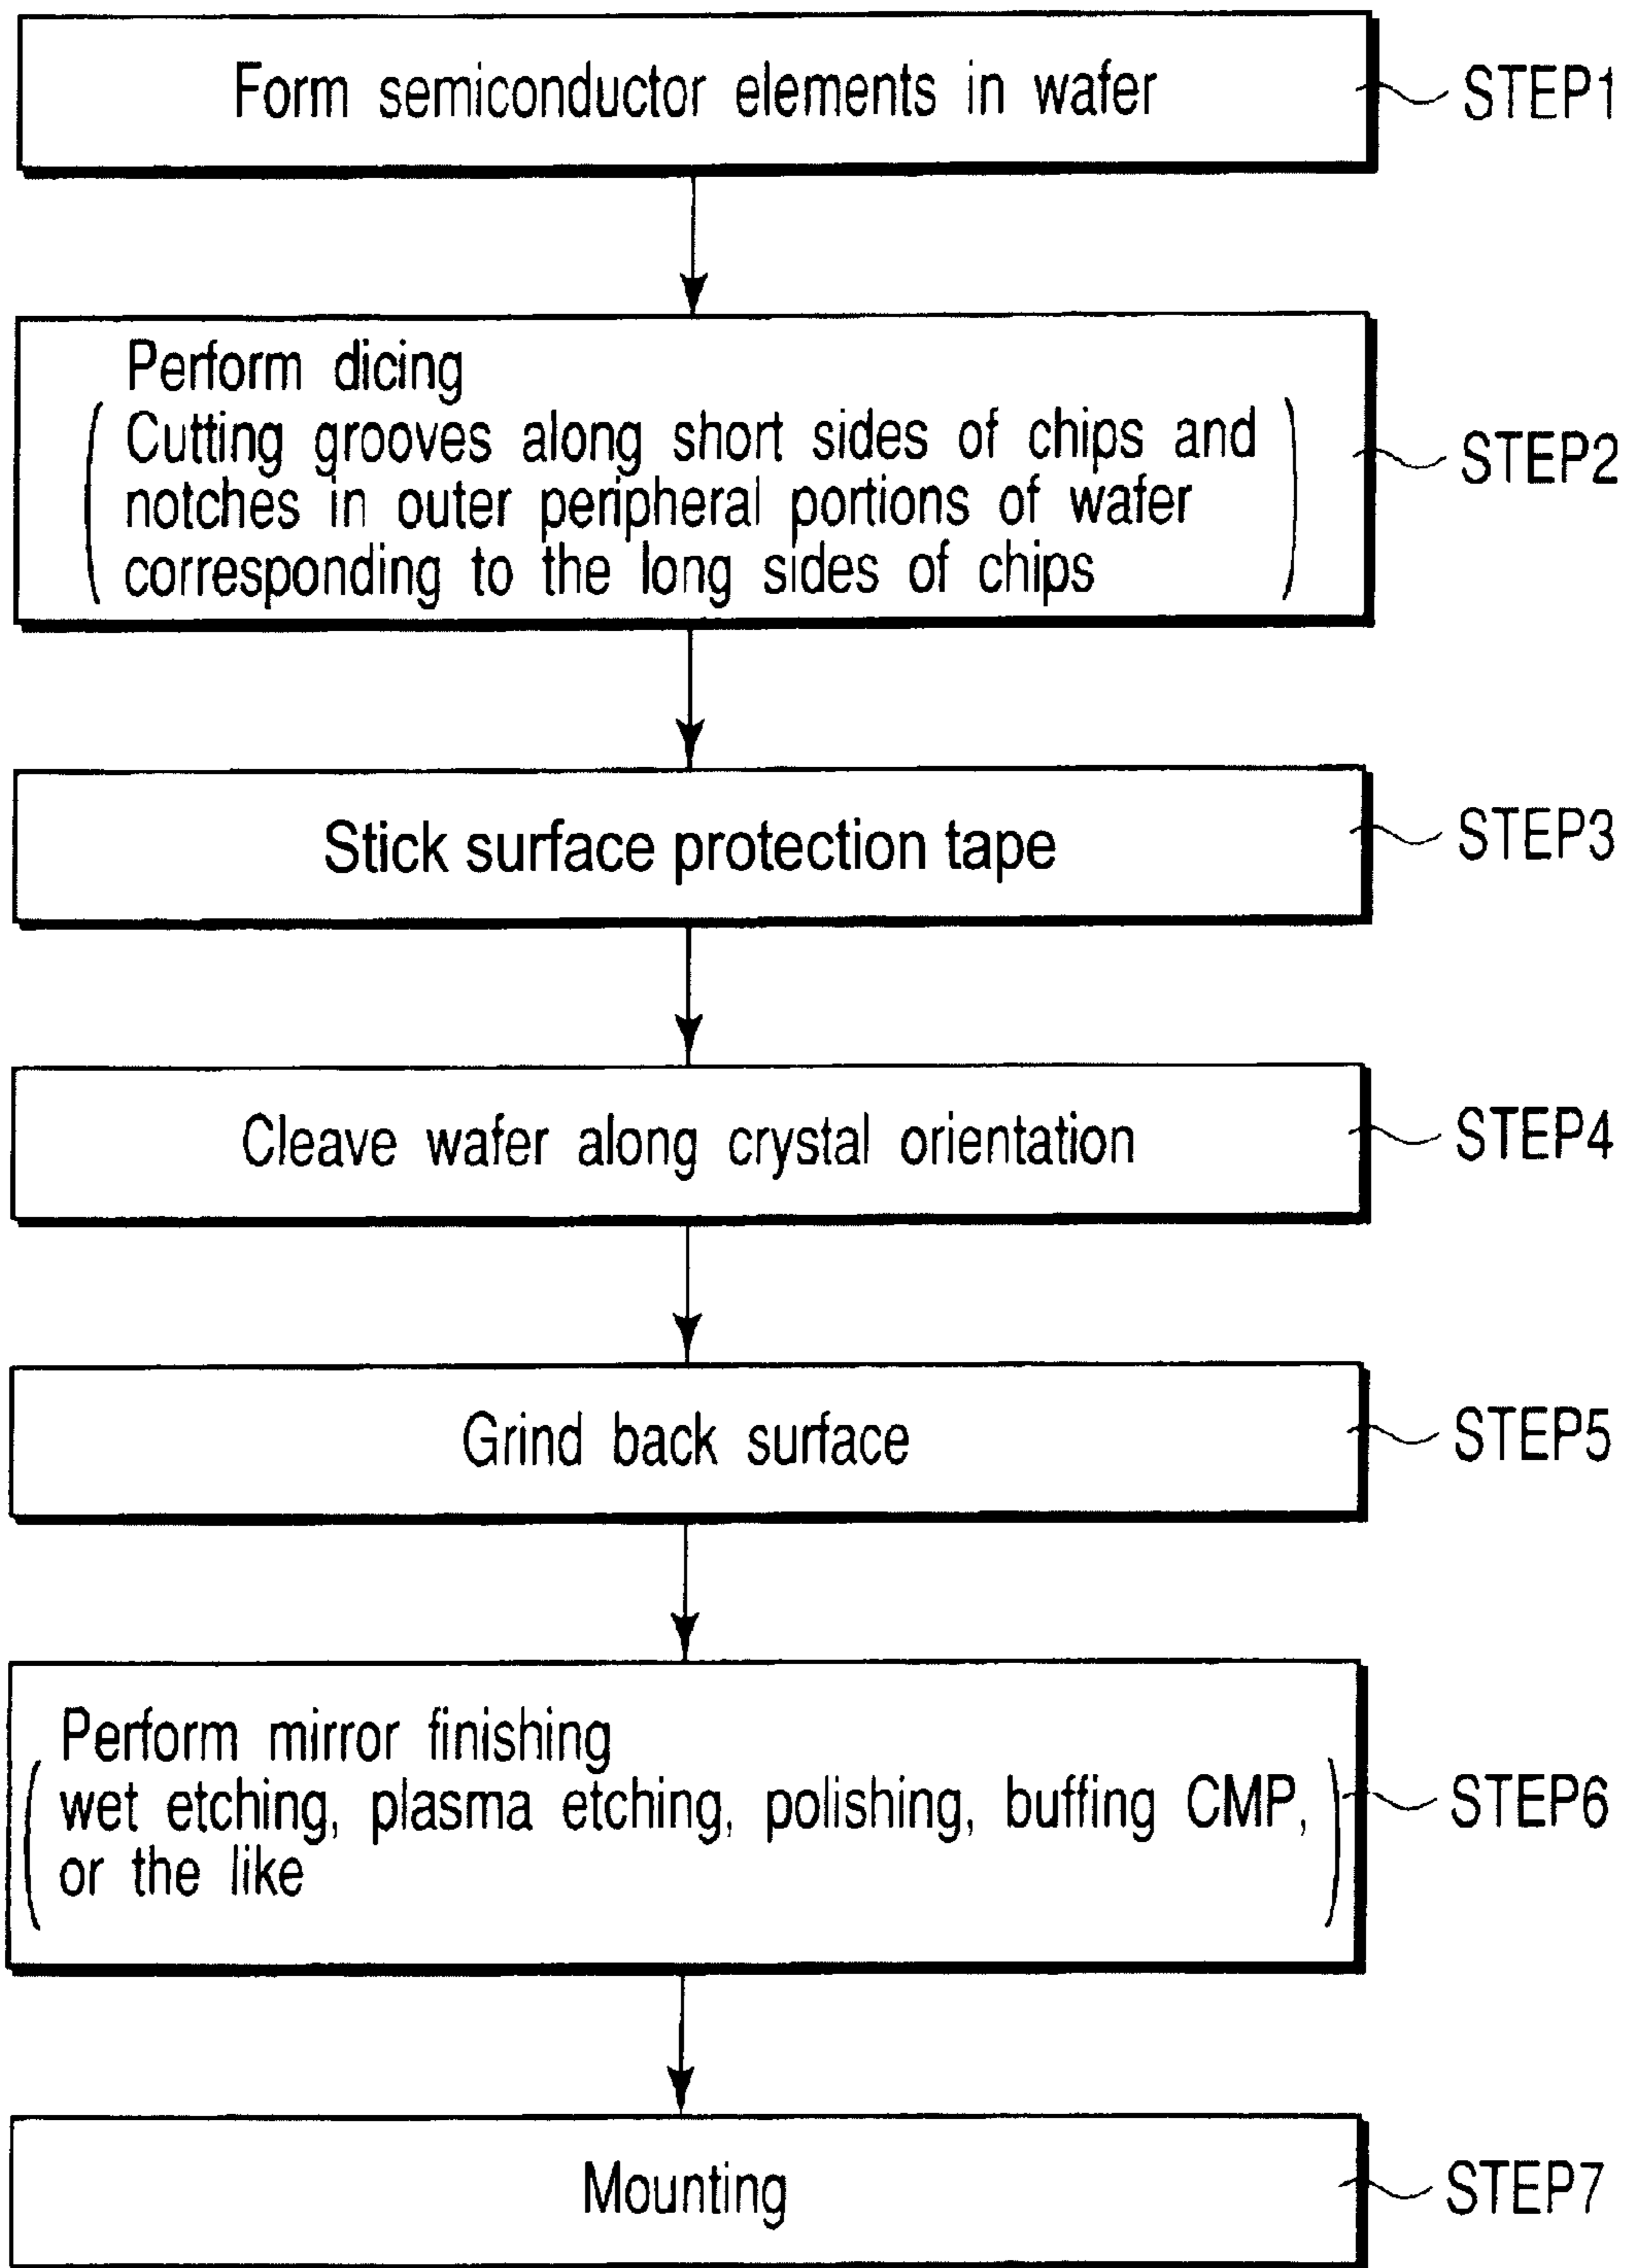 Form semiconductor elements in wafer
STEP1
Perform dicing
(Cutting grooves along short sides of chips and
notches in outer peripheral portions of wafer
corresponding to the long sides of chips)
STEP2
Stick surface protection tape
STEP3
Cleave wafer along crystal orientation
STEP4
Grind back surface
STEP5
Perform mirror finishing
(wet etching, plasma etching, polishing, buffing CMP,
or the like)
STEP6
Mounting
STEP7